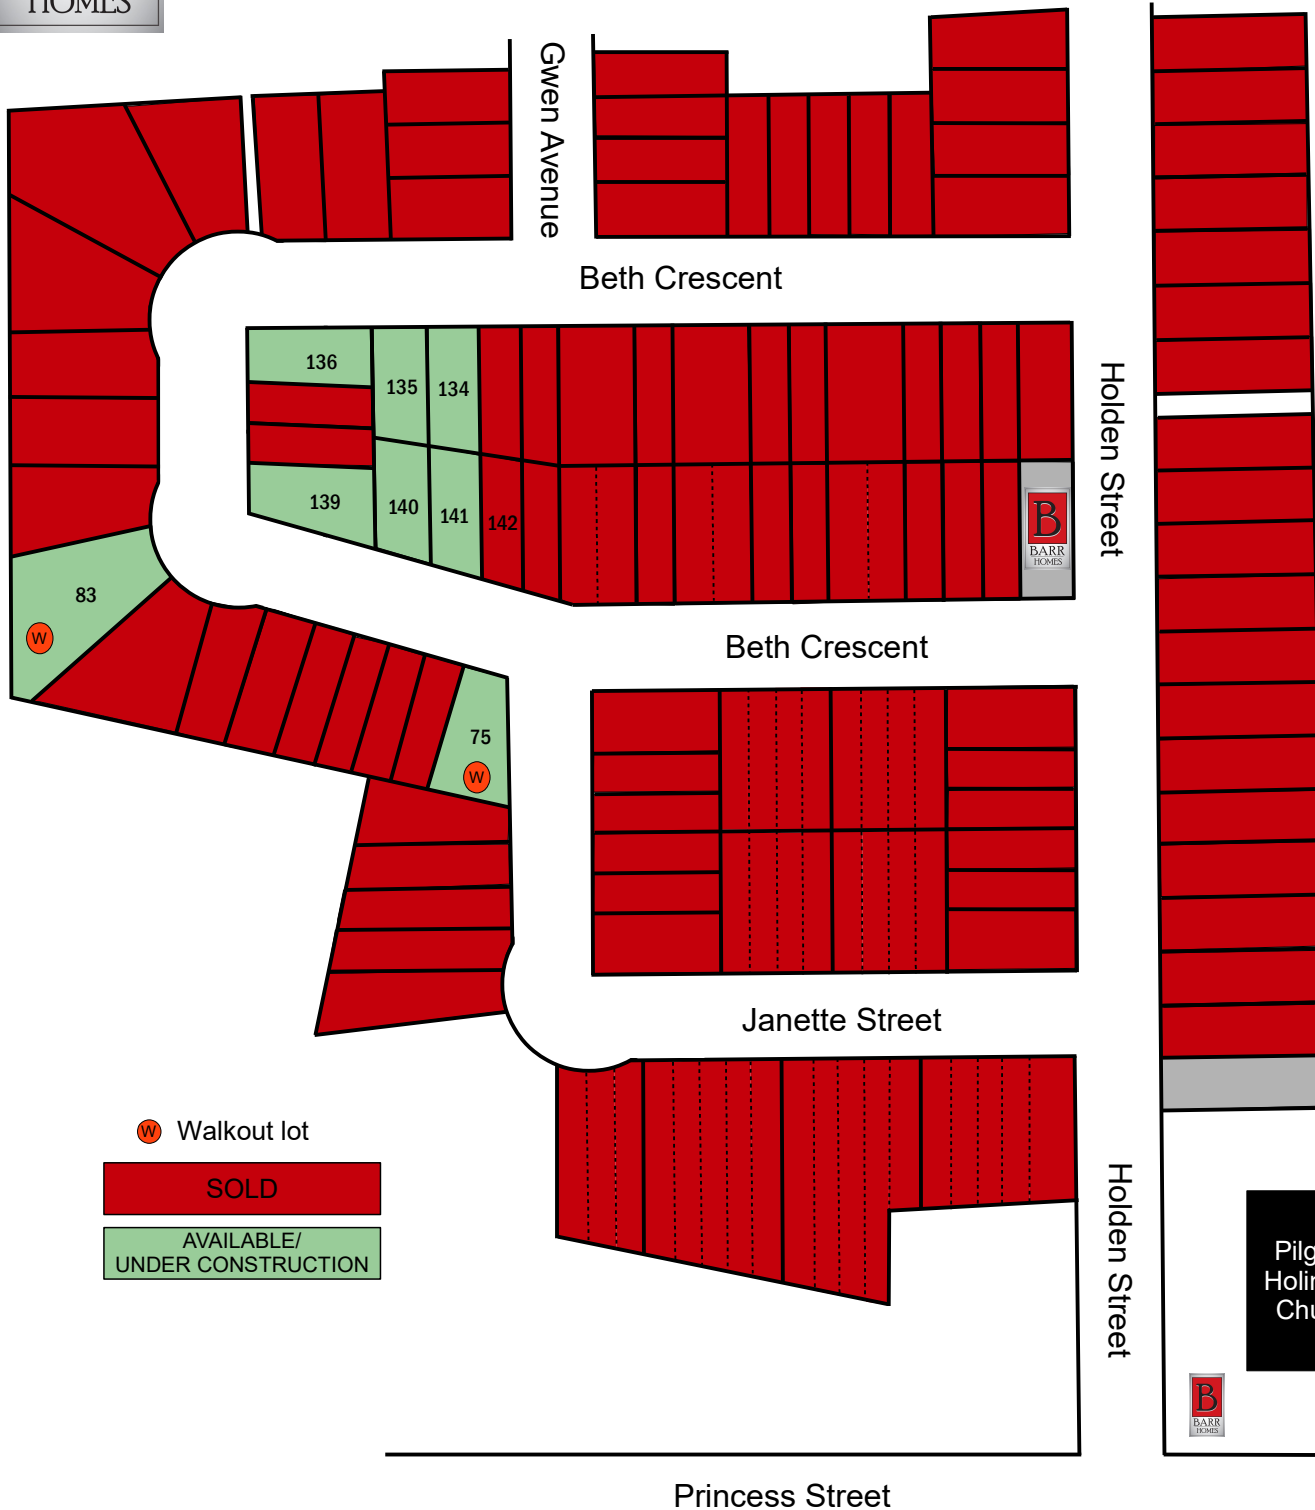 HOMES
Gwen Avenue
Beth Crescent
136
135
134
139
140
141
142
Holden Street
B
BARR
HOMES
83
W
Beth Crescent
75
W
Janette Street
W Walkout lot
SOLD
AVAILABLE/
UNDER CONSTRUCTION
Holden Street
B
BARR
HOMES
Princess Street